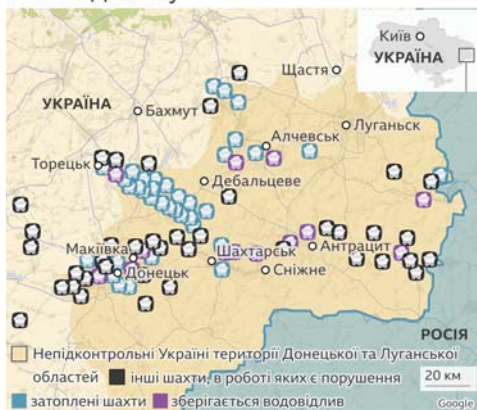 Київ
УКРАЇНА
Щастя
УКРАЇНА
Бахмут
Луганськ
Алчевськ
Торецьк
Дебальцеве
Макіївка
Шахтарськ
Антрацит
Донецьк
Сніжне
РОСІЯ
Непідконтрольні Україні території Донецької та Луганської
областей інші шахти, в роботі яких є порушення
20 км
затоплені шахти зберігається водовідлив
Google